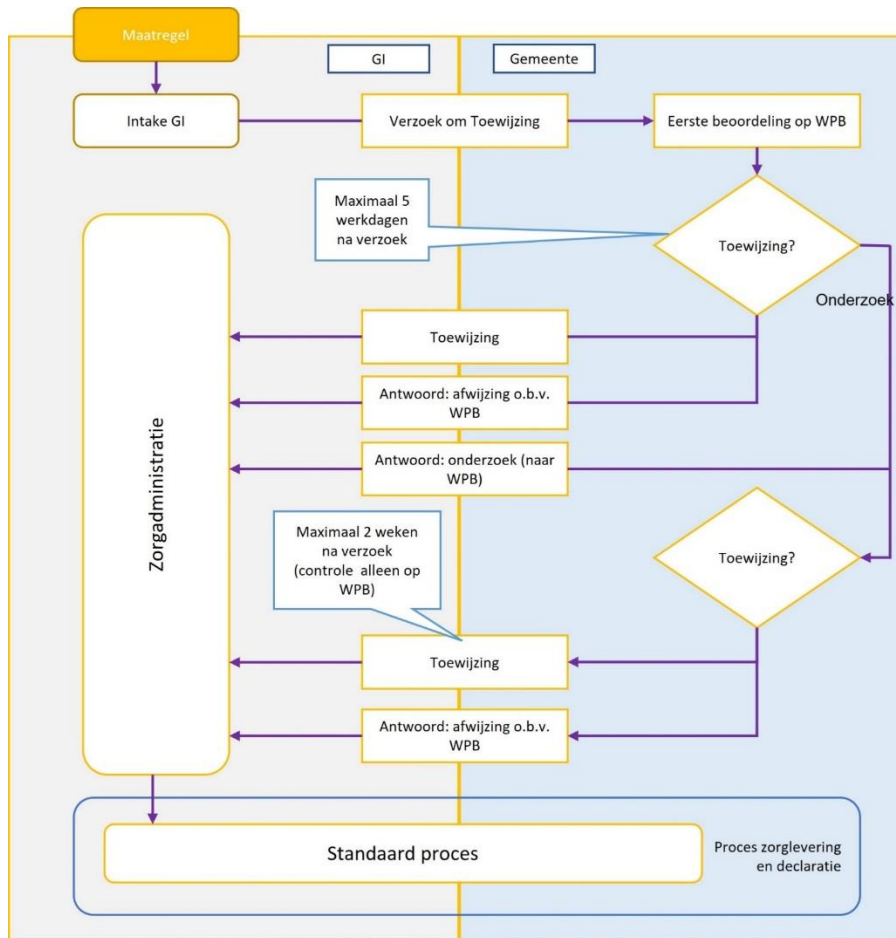 Maatregel
GI
Gemeente
Intake GI
Verzoek om Toewijzing
Eerste beoordeling op WPB
Maximaal 5
werkdagen
na verzoek
Toewijzing?
Onderzoek
Toewijzing
Antwoord: afwijzing o.b.v.
WPB
Antwoord: onderzoek (naar
WPB)
Zorgadministratie
Maximaal 2 weken
na verzoek
(controle alleen op
WPB)
Toewijzing?
Toewijzing
Antwoord: afwijzing o.b.v.
WPB
Standaard proces
Proces zorglevering
en declaratie